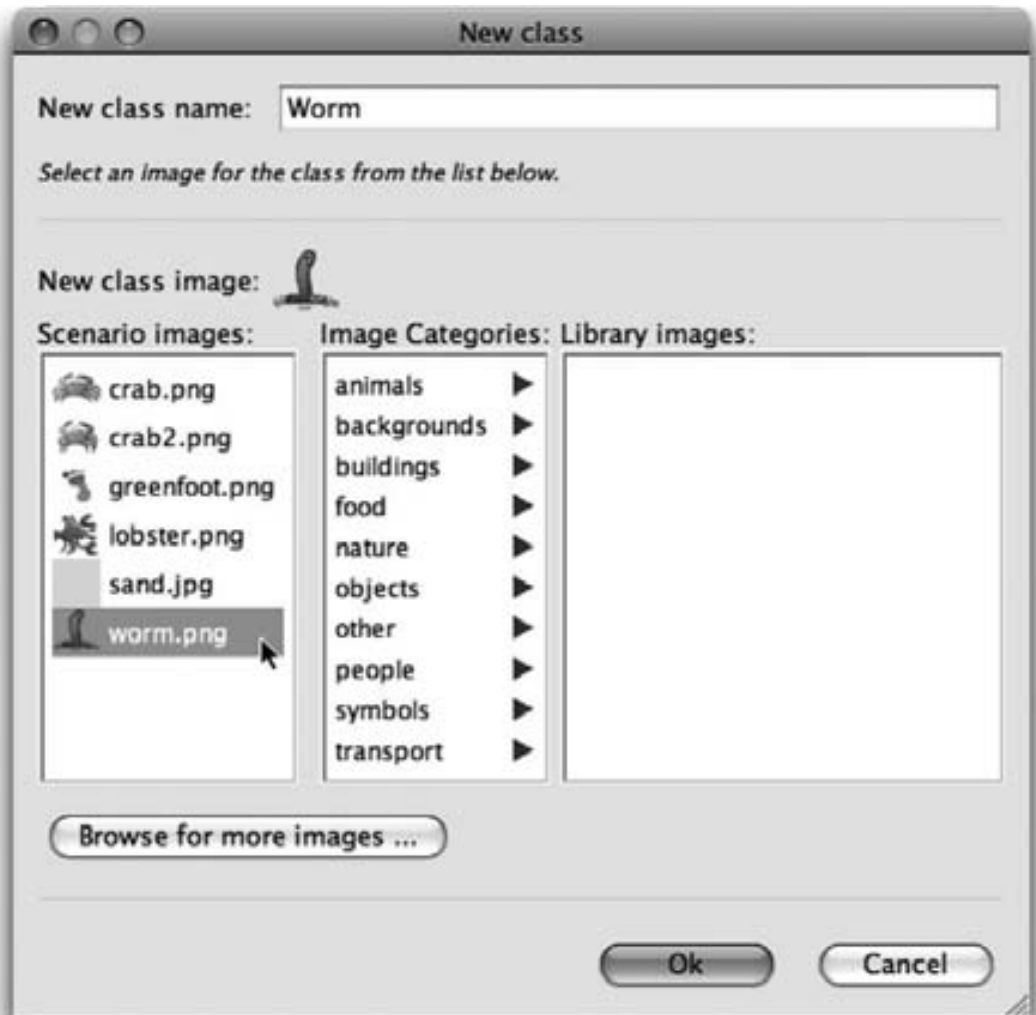 New class
New class name: Worm
Select an image for the class from the list below.
New class image:
Scenario images:
crab.png
crab2.png
greenfoot.png
lobster.png
sand.jpg
worm.png
Image Categories:
animals
backgrounds
buildings
food
nature
objects
other
people
symbols
transport
Library images:
Browse for more images ...
Ok
Cancel